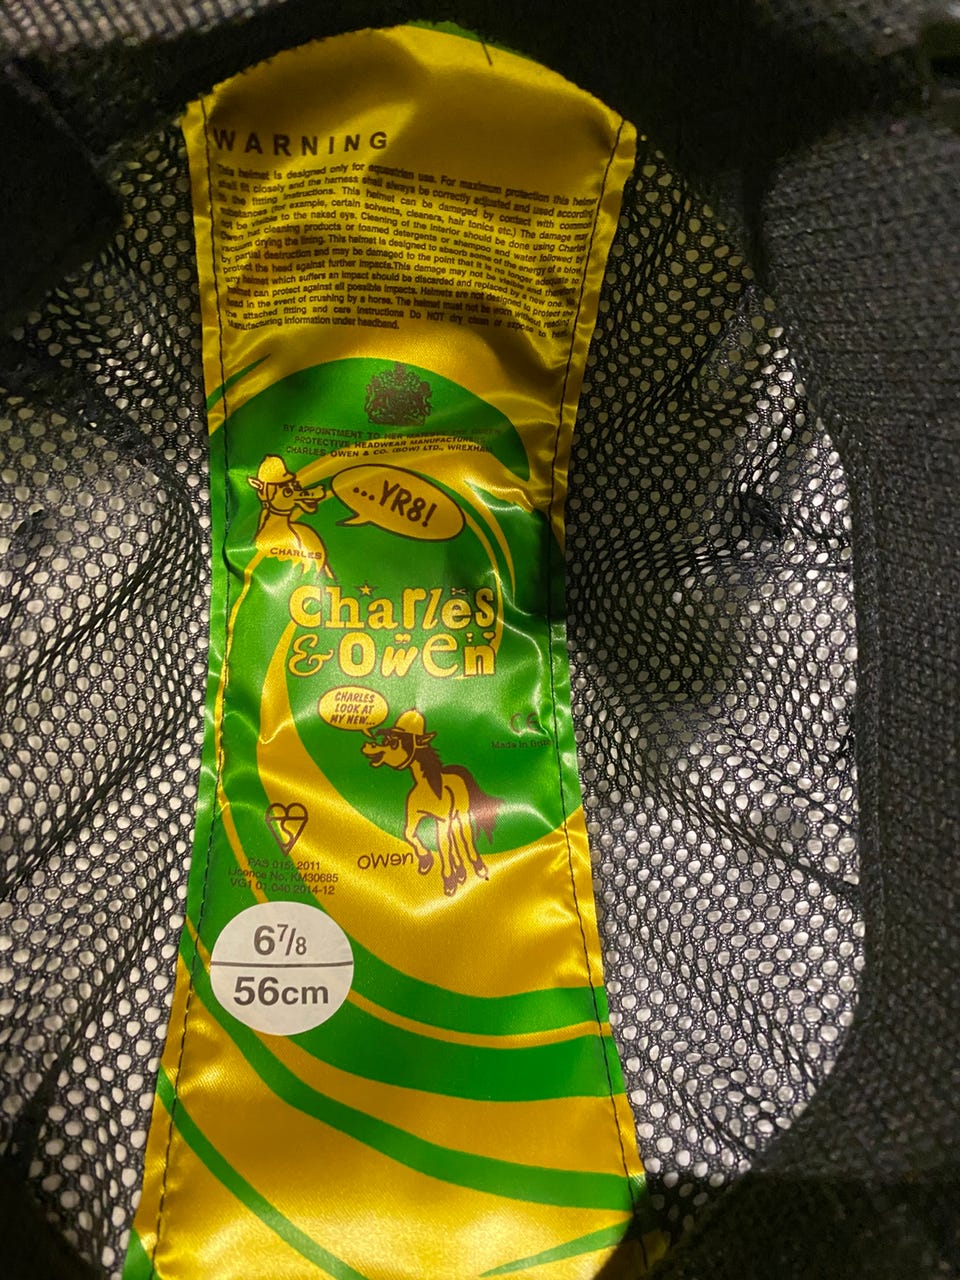 WARNING
This helmet is designed only for equestrian use. For maximum protection this helmet
shall fit closely and the harness shall always be correctly adjusted and used according
to the fitting instructions. This helmet can be damaged by contact with common
substances (for example, certain solvents, cleaners, hair tonics etc.) The damage may
not be visible to the naked eye. Cleaning of the interior should be done using Charles
Owen hat cleaning products or foamed detergents or shampoo and water followed by
vacuum drying the lining. This helmet is designed to absorb some of the energy of a blow
by partial destruction and may be damaged to the point that it is no longer adequate to
protect the head against further impacts.This damage may not be visible and therefore
any helmet which suffers an impact should be discarded and replaced by a new one. No
helmet can protect against all possible impacts. Helmets are not designed to protect the
head in the event of crushing by a horse. The helmet must not be worn without reading
the attached fitting and care instructions Do NOT dry clean or expose to heat.
Manufacturing information under headband.
BY APPOINTMENT TO HER MAJESTY THE QUEEN
PROTECTIVE HEADWEAR MANUFACTURERS
CHARLES OWEN & CO. (BOW) LTD., WREXHAM
...YR8!
CHARLES
Charles
& Owen
CHARLES
LOOK AT
MY NEW...
CE
Made in
owen
PAS 015: 2011
Licence No. KM30685
VG1 01.040 2014-12
6 7/8
56cm